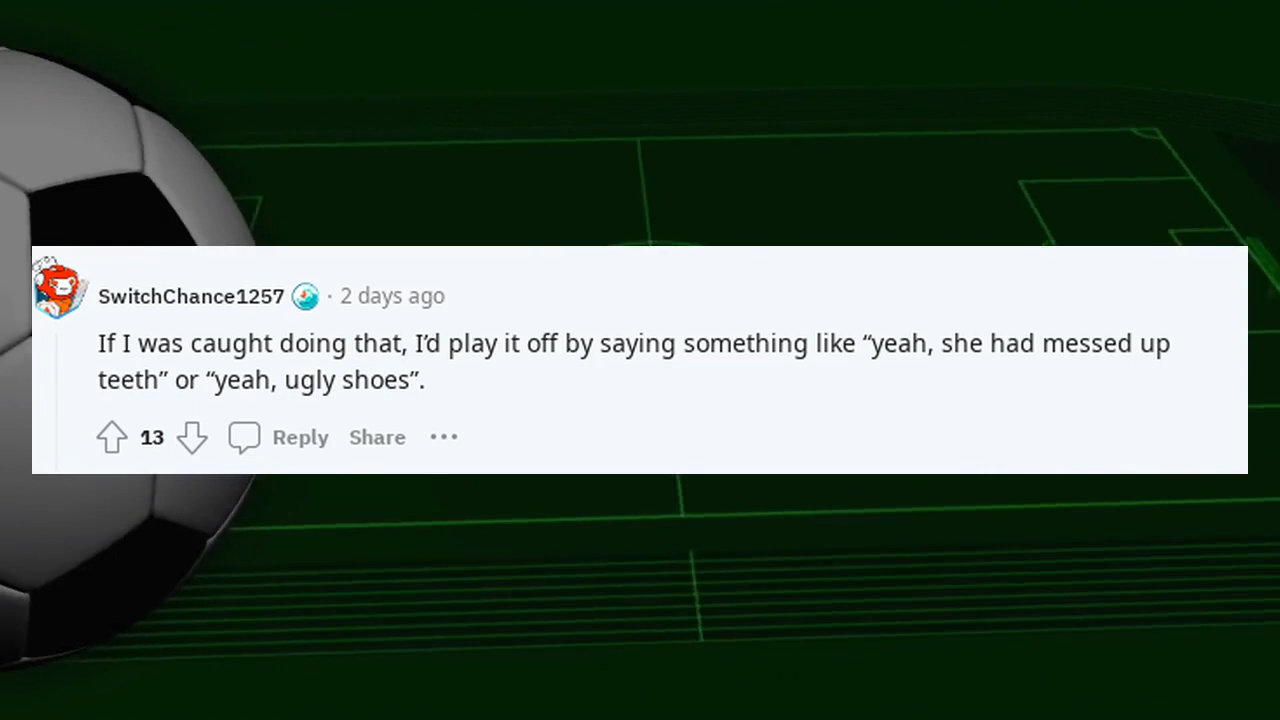 SwitchChance1257 · 2 days ago
If I was caught doing that, I’d play it off by saying something like “yeah, she had messed up
teeth” or “yeah, ugly shoes”.
13 Reply Share •••